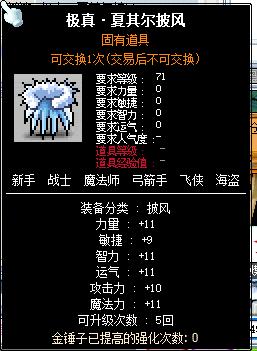 极真·夏其尔披风
固有道具
可交换1次(交易后不可交换)
要求等级： 71
要求力量： 0
要求敏捷： 0
要求智力： 0
要求运气： 0
要求人气度： -
道具等级： -
道具经验值： -
新手 战士 魔法师 弓箭手 飞侠 海盗
装备分类 : 披风
力量 : +11
敏捷 : +9
智力 : +11
运气 : +11
攻击力 : +10
魔法力 : +11
可升级次数 : 5回
金锤子已提高的强化次数: 0